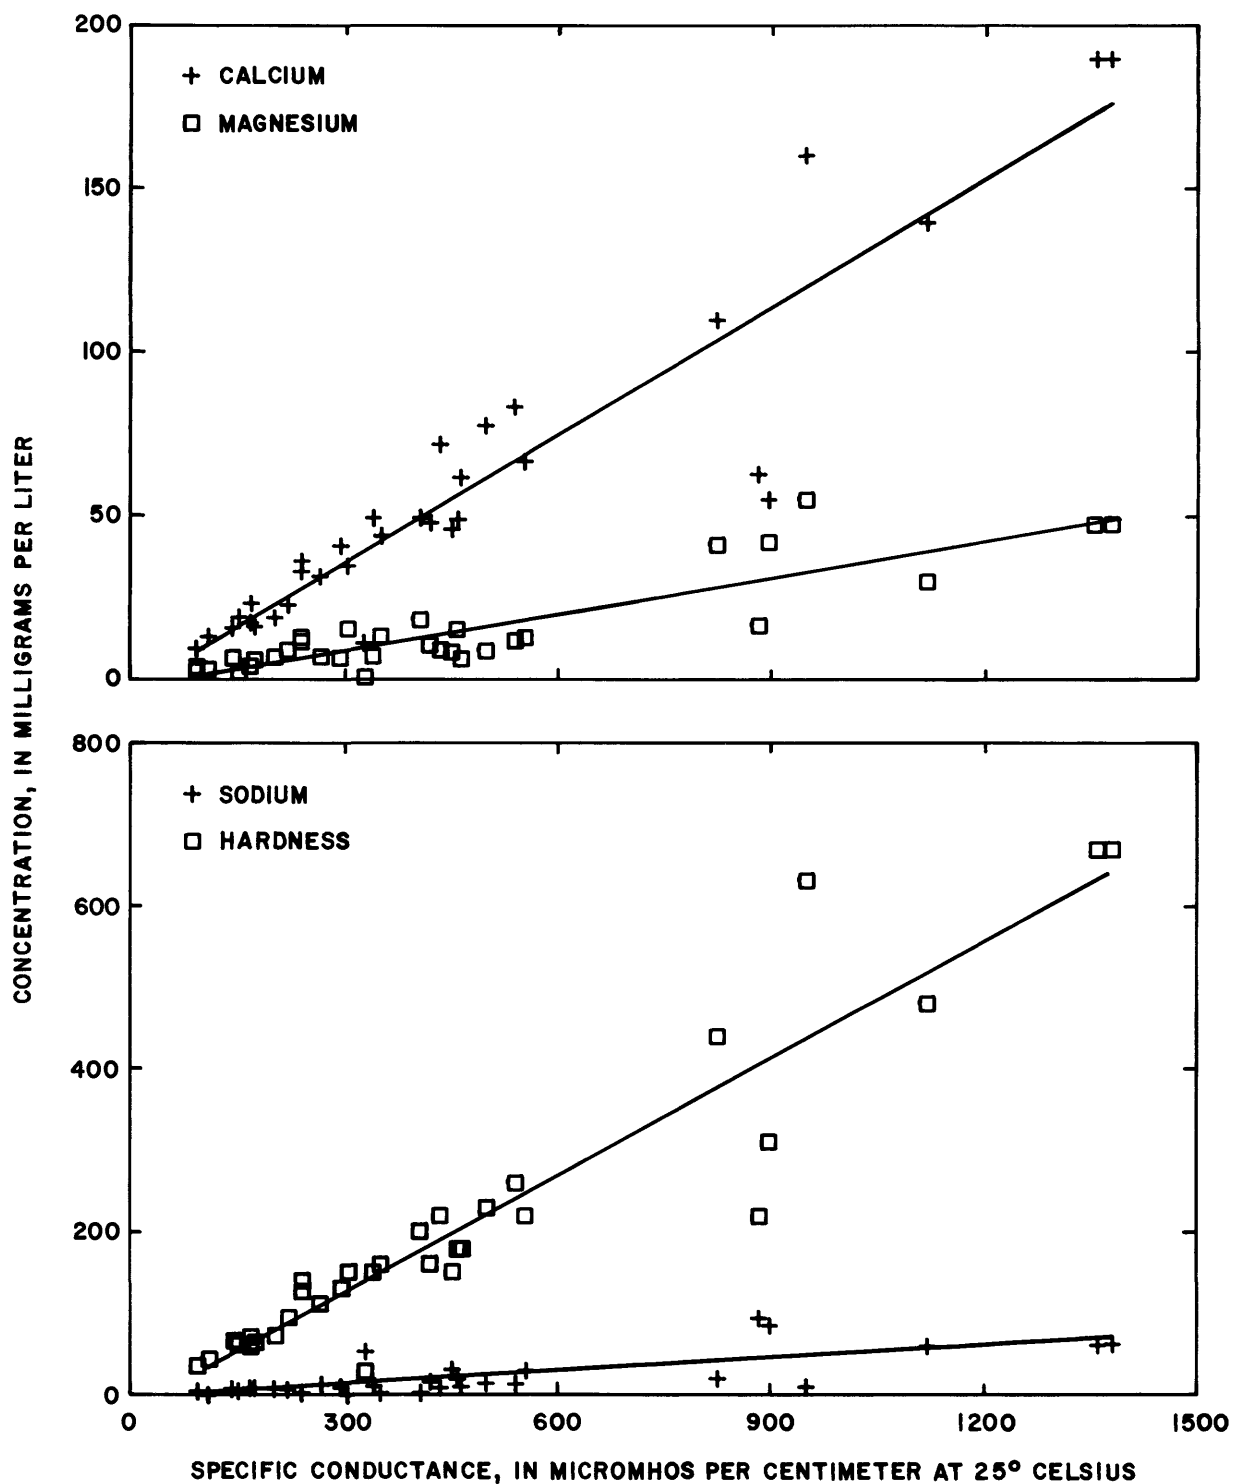 200
+ CALCIUM
□ MAGNESIUM
150
100
50
0
CONCENTRATION, IN MILLIGRAMS PER LITER
800
+ SODIUM
□ HARDNESS
600
400
200
0
0 300 600 900 1200 1500
SPECIFIC CONDUCTANCE, IN MICROMHOS PER CENTIMETER AT 25° CELSIUS